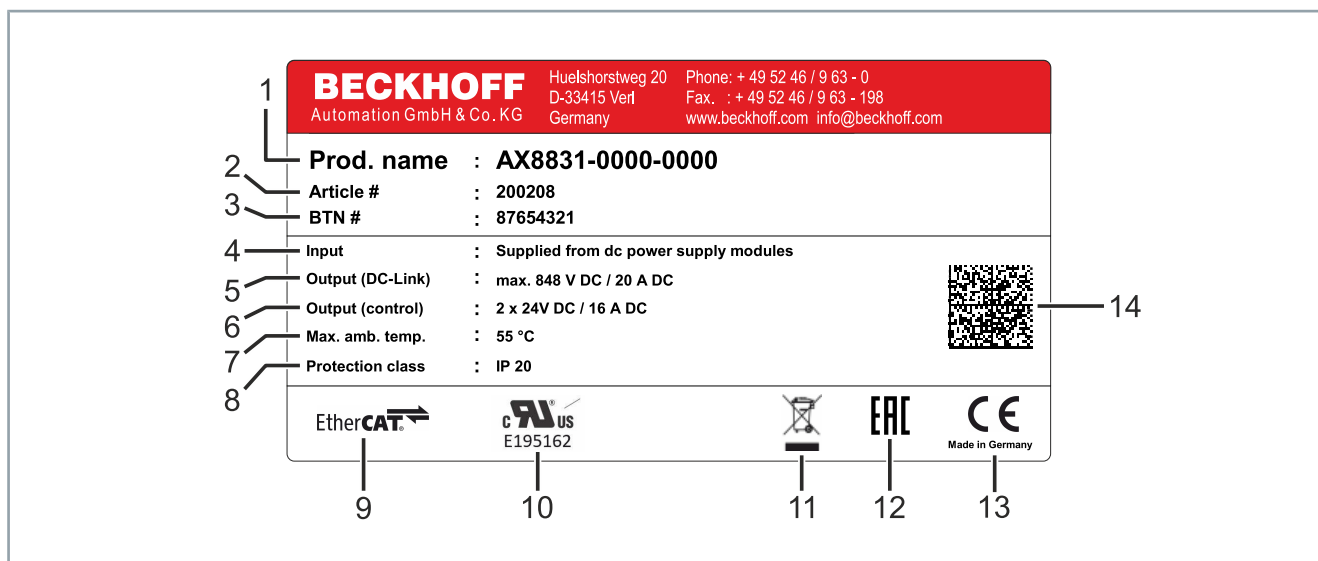 BECKHOFF
Automation GmbH & Co. KG
Huelshorstweg 20
D-33415 Verl
Germany
Phone: + 49 52 46 / 9 63 - 0
Fax. : + 49 52 46 / 9 63 - 198
www.beckhoff.com info@beckhoff.com
1
Prod. name : AX8831-0000-0000
2
Article # : 200208
3
BTN # : 87654321
4
Input : Supplied from dc power supply modules
5
Output (DC-Link) : max. 848 V DC / 20 A DC
6
Output (control) : 2 x 24V DC / 16 A DC
7
Max. amb. temp. : 55 °C
8
Protection class : IP 20
14
EtherCAT®
c RU ® US
E195162
EAC
CE
Made in Germany
9
10
11
12
13